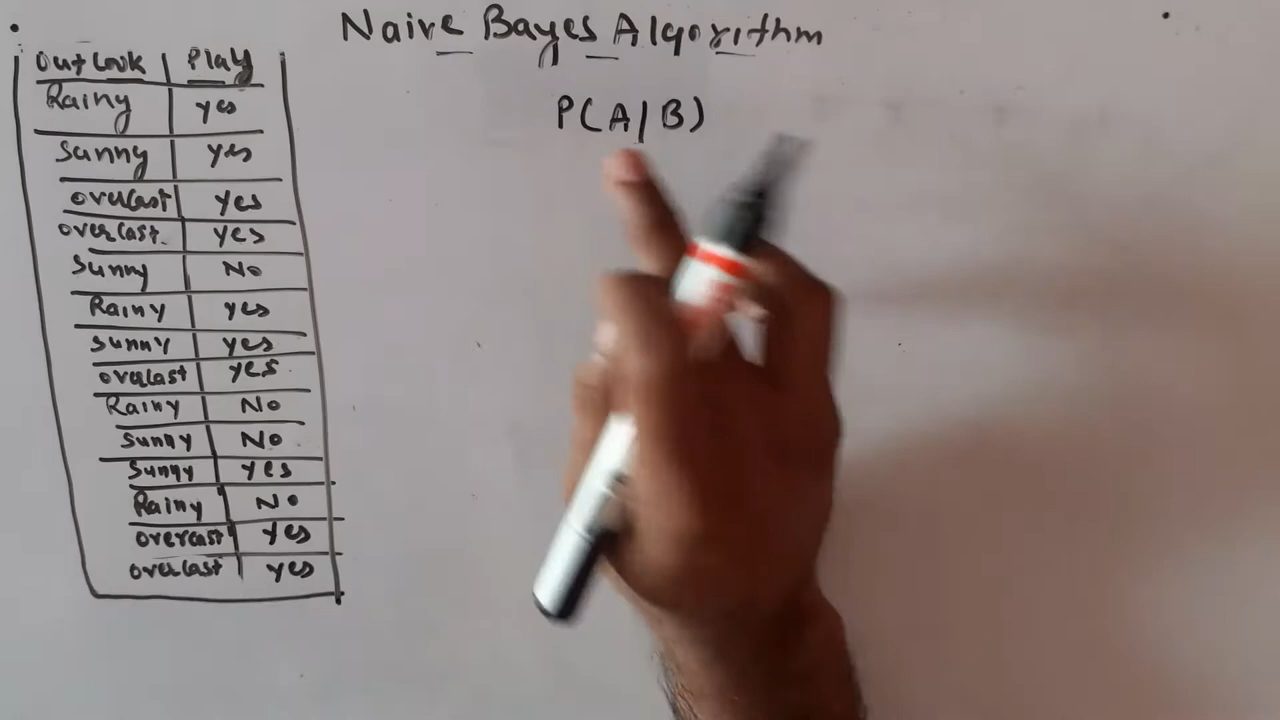 Naive Bayes Algorithm
P(A/B)
Outlook Play
Rainy yes
Sunny Yes
overcast Yes
overcast Yes
Sunny No
Rainy yes
sunny yes
overcast yes
Rainy No
sunny No
Sunny yes
Rainy No
overcast yes
overcast yes